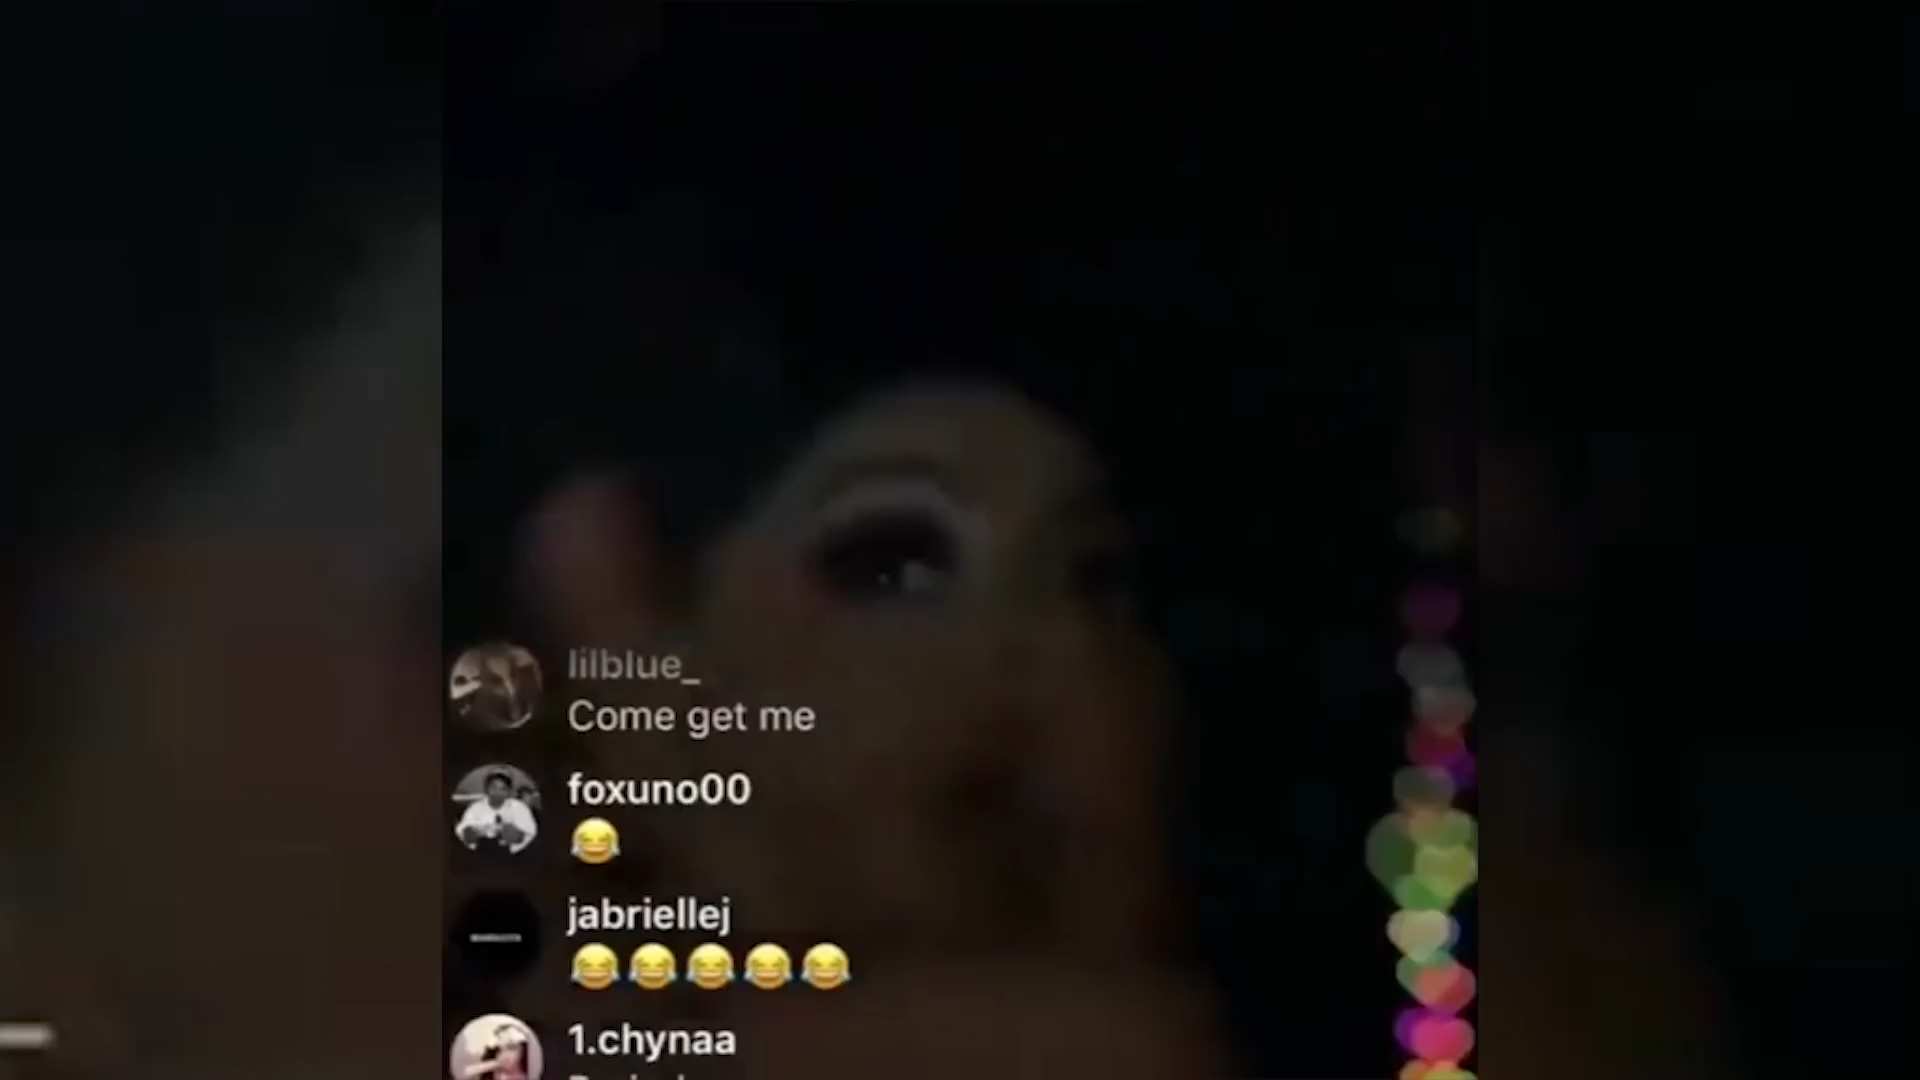 lilblue_
Come get me
foxuno00
😂
jabriellej
😂😂😂😂😂
1.chynaa